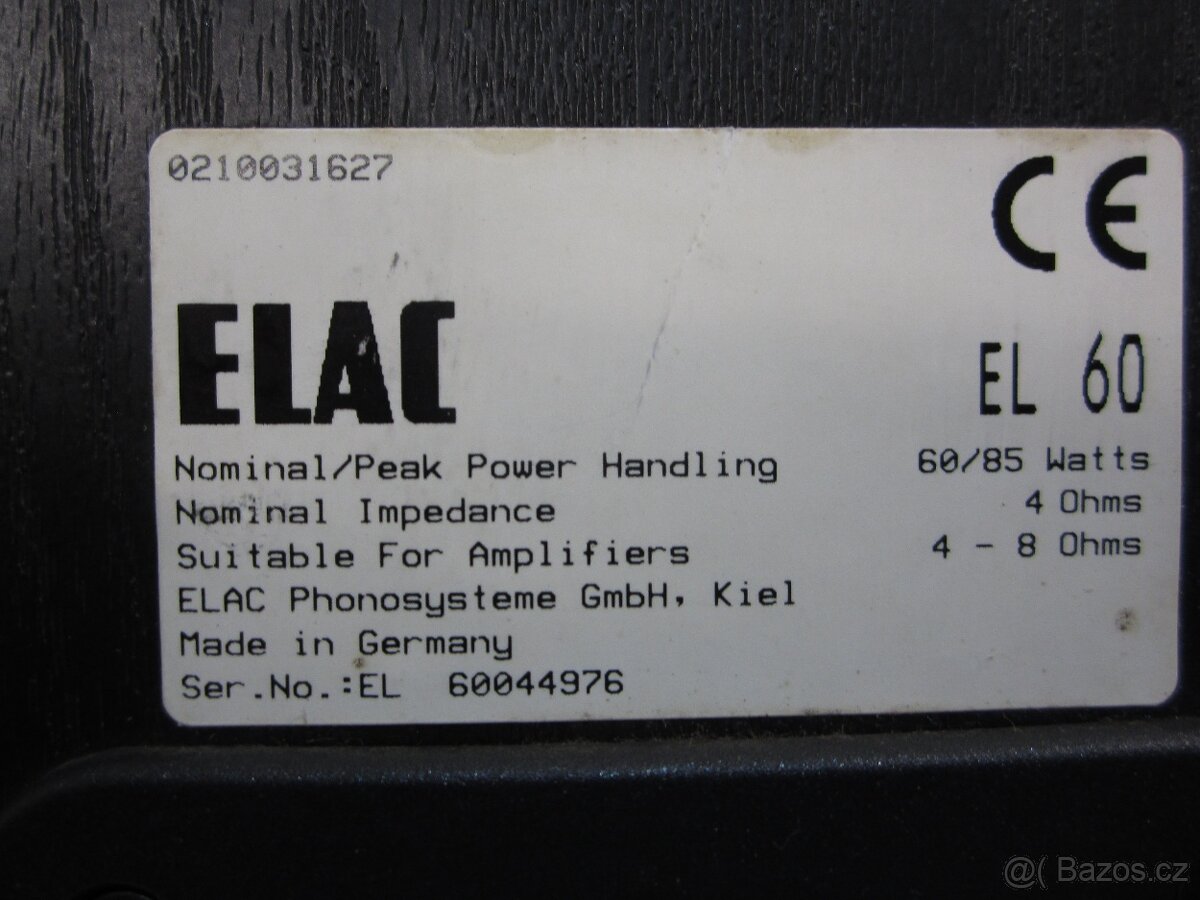 0210031627
CE
ELAC
EL 60
Nominal/Peak Power Handling 60/85 Watts
Nominal Impedance 4 Ohms
Suitable For Amplifiers 4 - 8 Ohms
ELAC Phonosysteme GmbH, Kiel
Made in Germany
Ser.No.:EL 60044976
@( Bazos.cz